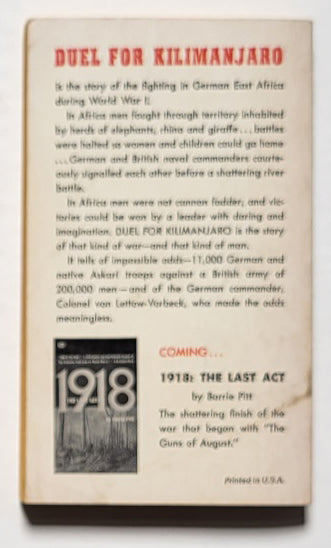 DUEL FOR KILIMANJARO
is the story of the fighting in German East Africa
during World War I.
In Africa men fought through territory inhabited
by herds of elephants, rhino and giraffe... battles
were halted so women and children could go home
...German and British naval commanders courte-
ously signalled each other before a shattering river
battle.
In Africa men were not cannon fodder, and vic-
tories could be won by a leader with daring and
imagination. DUEL FOR KILIMANJARO is the story
of that kind of war—and that kind of man.
It tells of impossible odds—11,000 German and
native Askari troops against a British army of
200,000 men—and of the German commander,
Colonel von Lettow-Vorbeck, who made the odds
meaningless.
1918
THE LAST ACT
COMING...
1918: THE LAST ACT
by Barrie Pitt
The shattering finish of the
war that began with "The
Guns of August."
Printed in U.S.A.